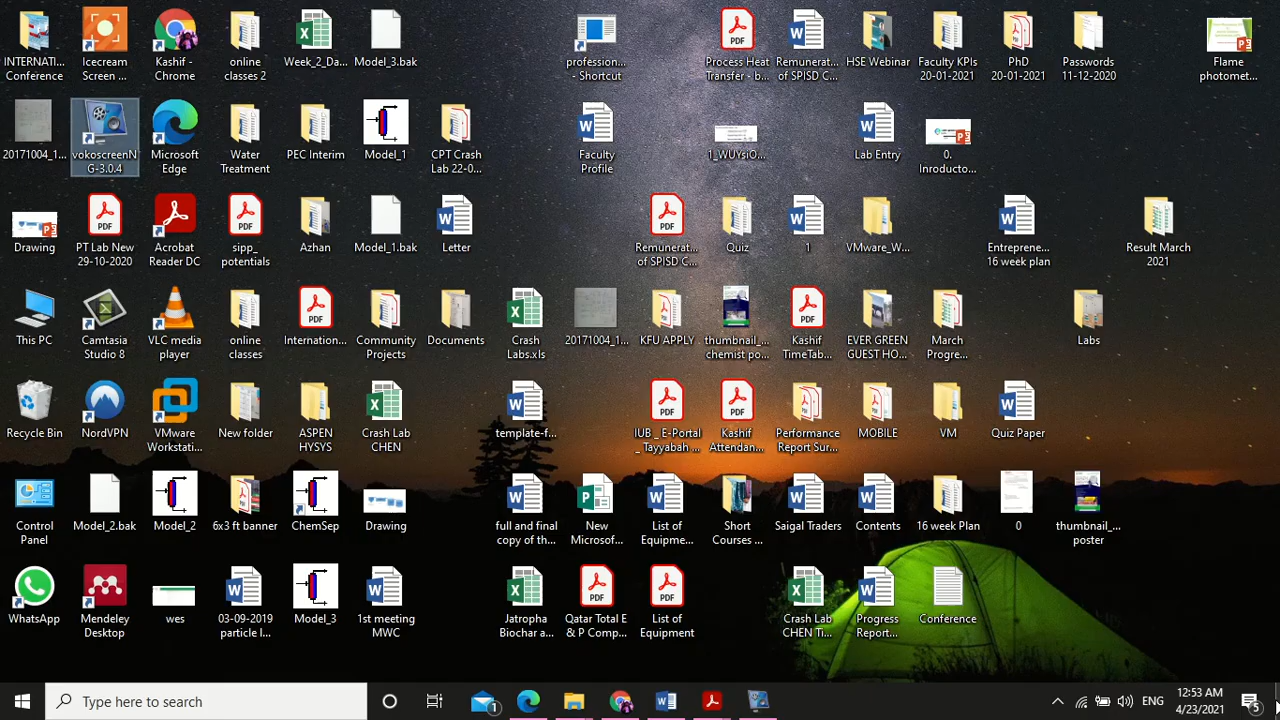 INTERNATI...
Conference
Icecream
Screen ...
Kashif -
Chrome
online
classes 2
Week_2_Da...
Model_3.bak
profession...
- Shortcut
Process Heat
Transfer - b...
Remunerat...
of SPISD C...
HSE Webinar
Faculty KPIs
20-01-2021
PhD
20-01-2021
Passwords
11-12-2020
Flame
photomet...
20171004_1...
vokoscreenN
G-3.0.4
Microsoft
Edge
Water
Treatment
PEC Interim
Model_1
CPT Crash
Lab 22-0...
Faculty
Profile
1_WUYsiO...
Lab Entry
0.
Inroducto...
Drawing
PT Lab New
29-10-2020
Acrobat
Reader DC
sipp_
potentials
Azhan
Model_1.bak
Letter
Remunerat...
of SPISD C...
Quiz
1
VMware_W...
Entreprene...
16 week plan
Result March
2021
This PC
Camtasia
Studio 8
VLC media
player
online
classes
Internation...
Community
Projects
Documents
Crash
Labs.xls
20171004_1...
KFU APPLY
thumbnail_...
chemist po...
Kashif
TimeTab...
EVER GREEN
GUEST HO...
March
Progre...
Labs
Recycle Bin
NordVPN
VMware
Workstati...
New folder
ASPEN
HYSYS
Crash Lab
CHEN
template-f...
IUB _ E-Portal
_ Tayyabah ...
Kashif
Attendan...
Performance
Report Sur...
MOBILE
VM
Quiz Paper
Control
Panel
Model_2.bak
Model_2
6x3 ft banner
ChemSep
Drawing
full and final
copy of th...
New
Microsof...
List of
Equipme...
Short
Courses ...
Saigal Traders
Contents
16 week Plan
0
thumbnail_...
poster
WhatsApp
Mendeley
Desktop
wes
03-09-2019
particle l...
Model_3
1st meeting
MWC
Jatropha
Biochar a...
Qatar Total E
& P Comp...
List of
Equipment
Crash Lab
CHEN Ti...
Progress
Report...
Conference
Type here to search
1
ENG
12:53 AM
4/23/2021
5